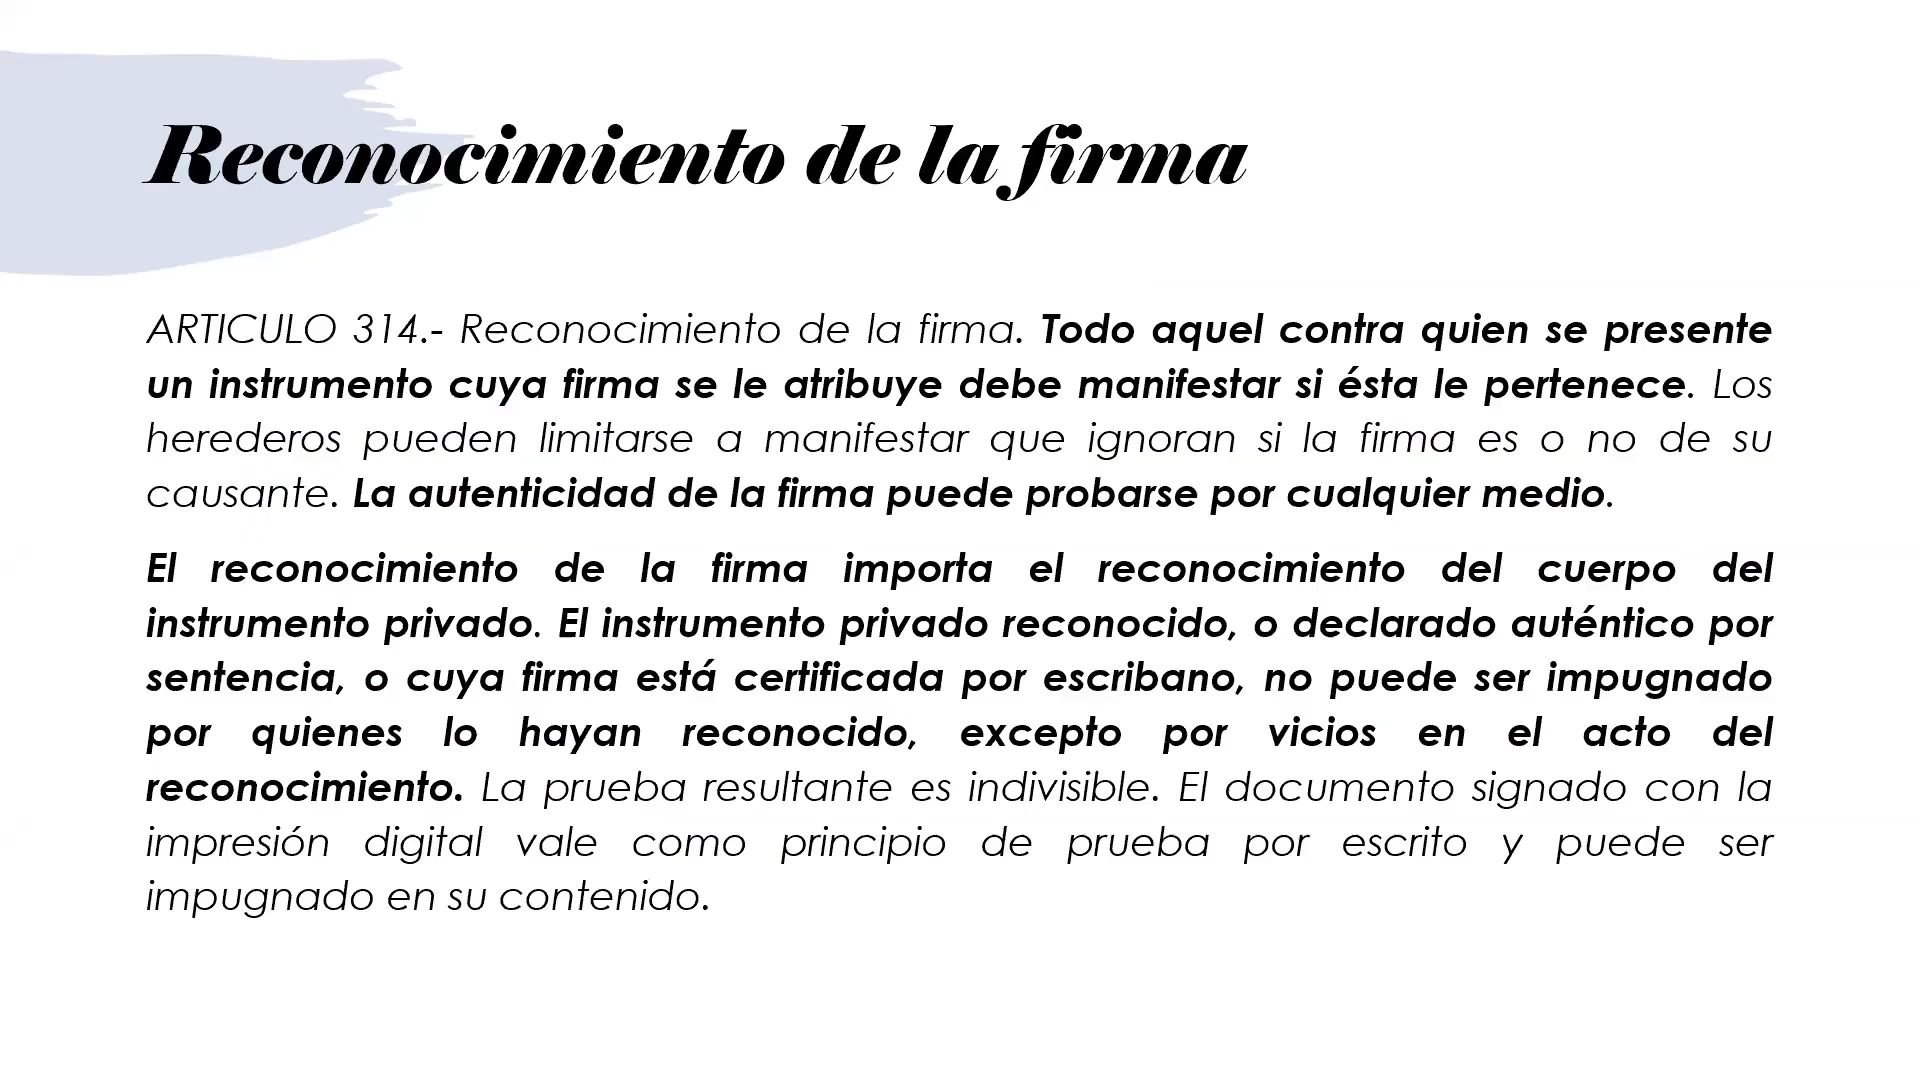 Reconocimiento de la firma
ARTICULO 314.- Reconocimiento de la firma. Todo aquel contra quien se presente
un instrumento cuya firma se le atribuye debe manifestar si ésta le pertenece. Los
herederos pueden limitarse a manifestar que ignoran si la firma es o no de su
causante. La autenticidad de la firma puede probarse por cualquier medio.
El reconocimiento de la firma importa el reconocimiento del cuerpo del
instrumento privado. El instrumento privado reconocido, o declarado auténtico por
sentencia, o cuya firma está certificada por escribano, no puede ser impugnado
por quienes lo hayan reconocido, excepto por vicios en el acto del
reconocimiento. La prueba resultante es indivisible. El documento signado con la
impresión digital vale como principio de prueba por escrito y puede ser
impugnado en su contenido.